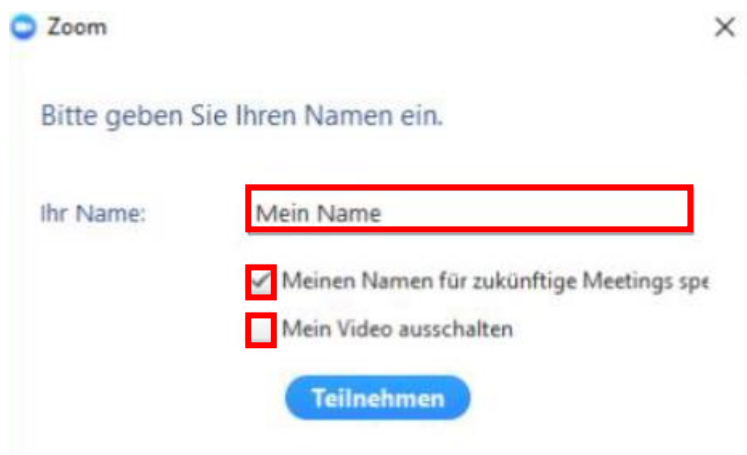 Zoom
Bitte geben Sie Ihren Namen ein.
Ihr Name: Mein Name
Meinen Namen für zukünftige Meetings spe
Mein Video ausschalten
Teilnehmen